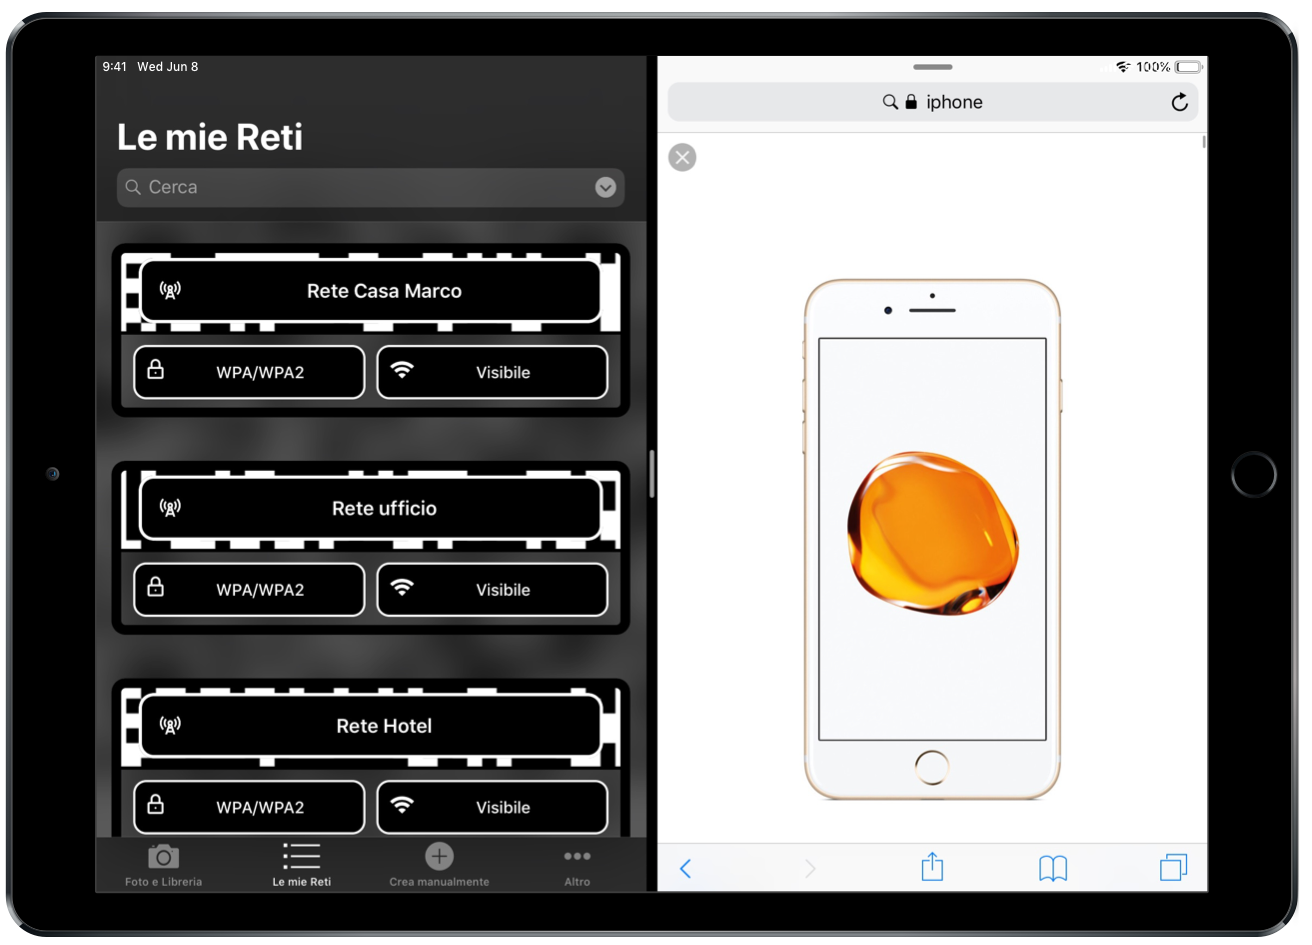 9:41 Wed Jun 8
Le mie Reti
Cerca
Rete Casa Marco
WPA/WPA2
Visibile
Rete ufficio
WPA/WPA2
Visibile
Rete Hotel
WPA/WPA2
Visibile
Foto e Libreria
Le mie Reti
Crea manualmente
Altro
100%
iphone